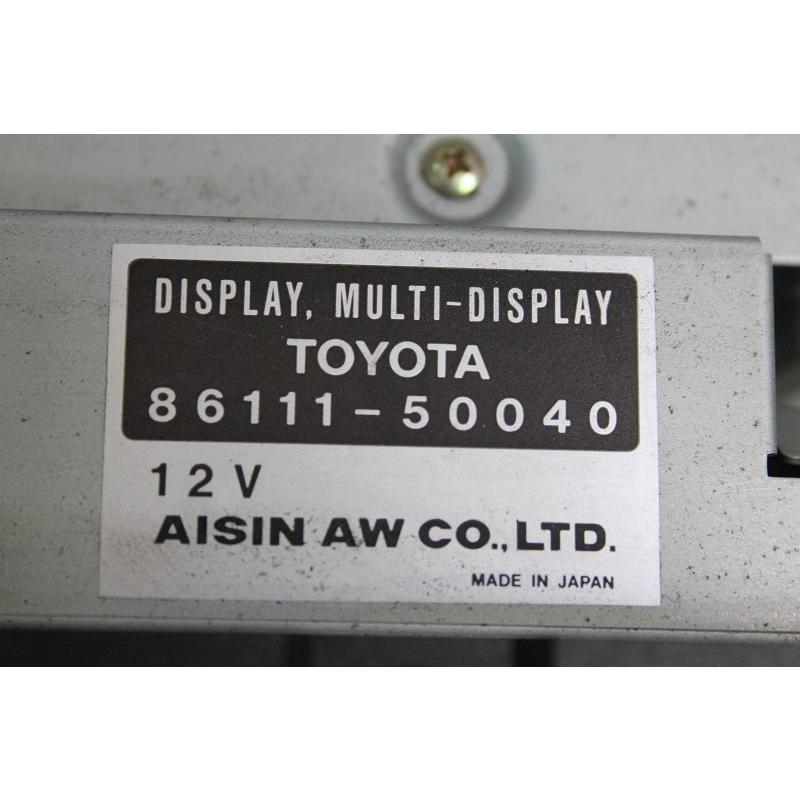 DISPLAY, MULTI-DISPLAY
TOYOTA
86111-50040
12V
AISIN AW CO.,LTD.
MADE IN JAPAN